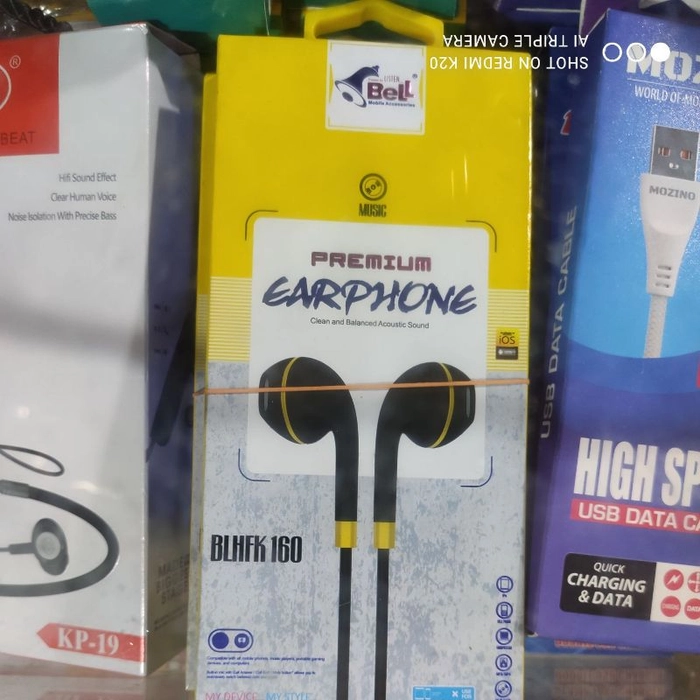 SHOT ON REDMI K20
AI TRIPLE CAMERA
®
BEAT
Hifi Sound Effect
Clear Human Voice
Noise Isolation With Precise Bass
KP-19
LISTEN
BeLL®
Mobile Accessories
MUSIC
PREMIUM
EARPHONE
Clean and Balanced Acoustic Sound
iOS
BLHFK 160
MY DEVICE MY STYLE
USB DATA CABLE
MOZ
WORLD OF
MOZINO
HIGH SP
USB DATA CA
QUICK
CHARGING
& DATA